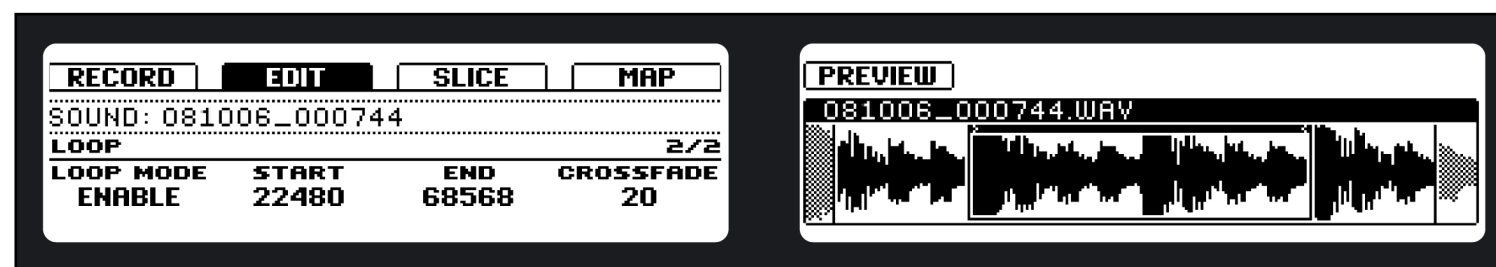 RECORD EDIT SLICE MAP
SOUND: 081006_000744
LOOP 2/2
LOOP MODE START END CROSSFADE
ENABLE 22480 68568 20
PREVIEW
081006_000744.WAV